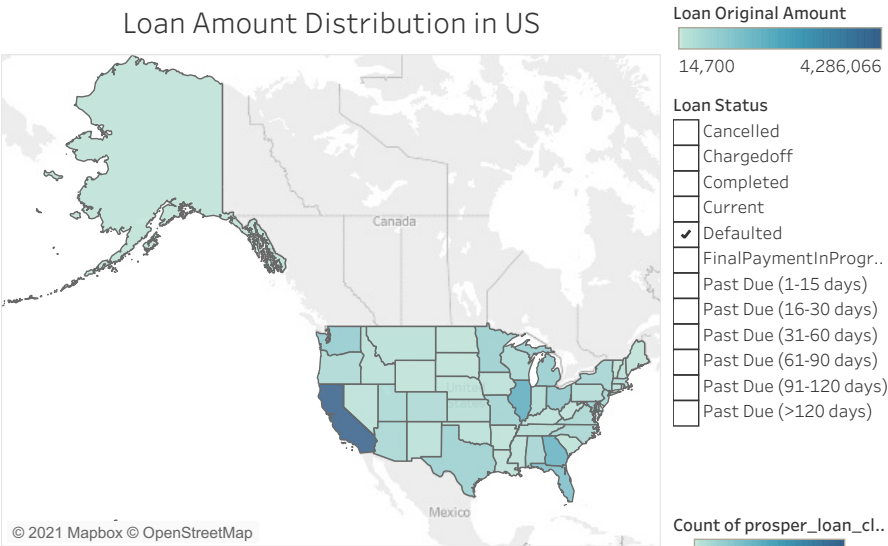 Loan Amount Distribution in US
Canada
United
States
Mexico
© 2021 Mapbox © OpenStreetMap
Loan Original Amount
14,700 4,286,066
Loan Status
Cancelled
Chargedoff
Completed
Current
Defaulted
FinalPaymentInProgr..
Past Due (1-15 days)
Past Due (16-30 days)
Past Due (31-60 days)
Past Due (61-90 days)
Past Due (91-120 days)
Past Due (>120 days)
Count of prosper_loan_cl..